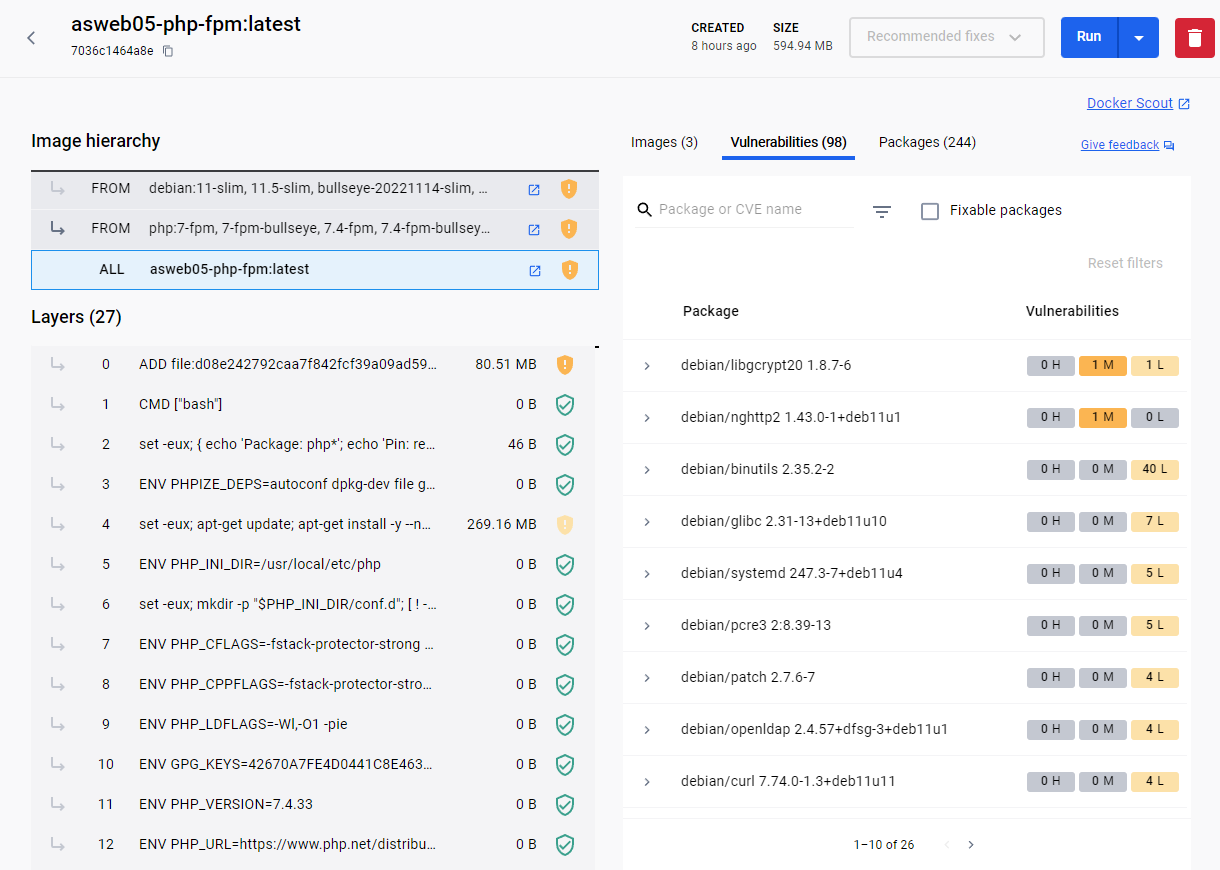 asweb05-php-fpm:latest
7036c1464a8e
CREATED
8 hours ago
SIZE
594.94 MB
Recommended fixes
Run
Docker Scout
Image hierarchy
FROM debian:11-slim, 11.5-slim, bullseye-20221114-slim, ...
FROM php:7-fpm, 7-fpm-bullseye, 7.4-fpm, 7.4-fpm-bullsey...
ALL asweb05-php-fpm:latest
Layers (27)
0 ADD file:d08e242792caa7f842fcf39a09ad59... 80.51 MB
1 CMD ["bash"] 0 B
2 set -eux; { echo 'Package: php*'; echo 'Pin: re... 46 B
3 ENV PHPIZE_DEPS=autoconf dpkg-dev file g... 0 B
4 set -eux; apt-get update; apt-get install -y --n... 269.16 MB
5 ENV PHP_INI_DIR=/usr/local/etc/php 0 B
6 set -eux; mkdir -p "$PHP_INI_DIR/conf.d"; [ ! -... 0 B
7 ENV PHP_CFLAGS=-fstack-protector-strong ... 0 B
8 ENV PHP_CPPFLAGS=-fstack-protector-stro... 0 B
9 ENV PHP_LDFLAGS=-Wl,-O1 -pie 0 B
10 ENV GPG_KEYS=42670A7FE4D0441C8E463... 0 B
11 ENV PHP_VERSION=7.4.33 0 B
12 ENV PHP_URL=https://www.php.net/distribu... 0 B
Images (3) Vulnerabilities (98) Packages (244)
Give feedback
Package or CVE name
Fixable packages
Reset filters
Package Vulnerabilities
debian/libgcrypt20 1.8.7-6 0 H 1 M 1 L
debian/nghttp2 1.43.0-1+deb11u1 0 H 1 M 0 L
debian/binutils 2.35.2-2 0 H 0 M 40 L
debian/glibc 2.31-13+deb11u10 0 H 0 M 7 L
debian/systemd 247.3-7+deb11u4 0 H 0 M 5 L
debian/pcre3 2:8.39-13 0 H 0 M 5 L
debian/patch 2.7.6-7 0 H 0 M 4 L
debian/openldap 2.4.57+dfsg-3+deb11u1 0 H 0 M 4 L
debian/curl 7.74.0-1.3+deb11u11 0 H 0 M 4 L
1–10 of 26